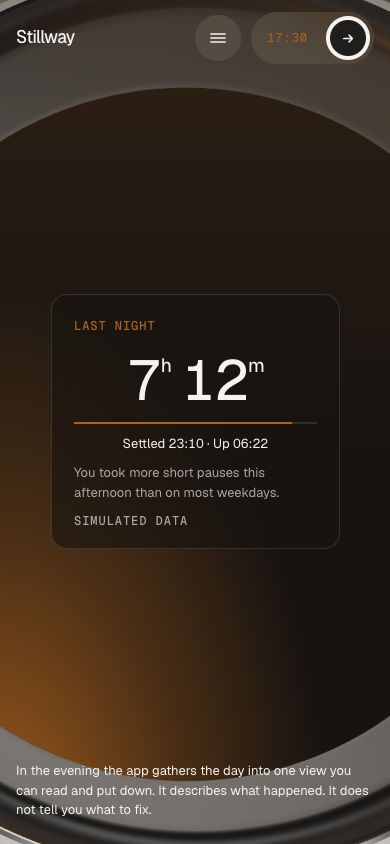 Stillway
17:30
LAST NIGHT
7h 12m
Settled 23:10 · Up 06:22
You took more short pauses this
afternoon than on most weekdays.
SIMULATED DATA
In the evening the app gathers the day into one view you
can read and put down. It describes what happened. It does
not tell you what to fix.